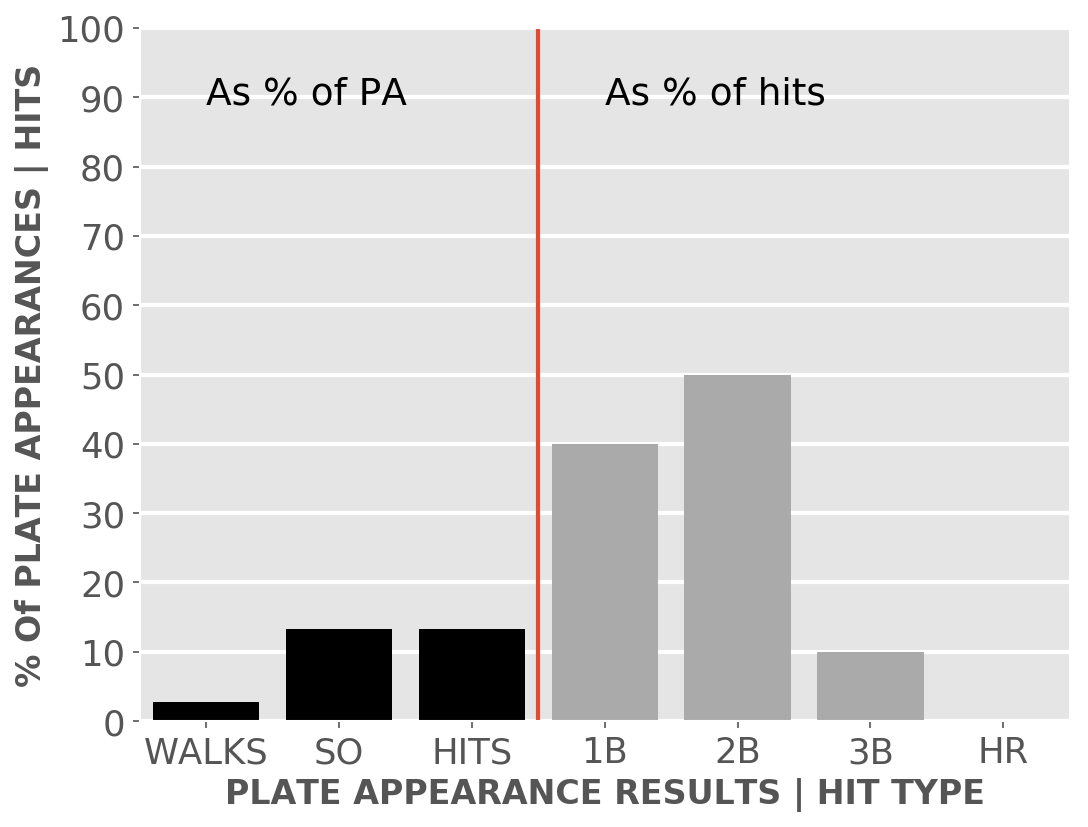 % Of PLATE APPEARANCES | HITS
100
90
80
70
60
50
40
30
20
10
0
As % of PA
As % of hits
WALKS SO HITS 1B 2B 3B HR
PLATE APPEARANCE RESULTS | HIT TYPE